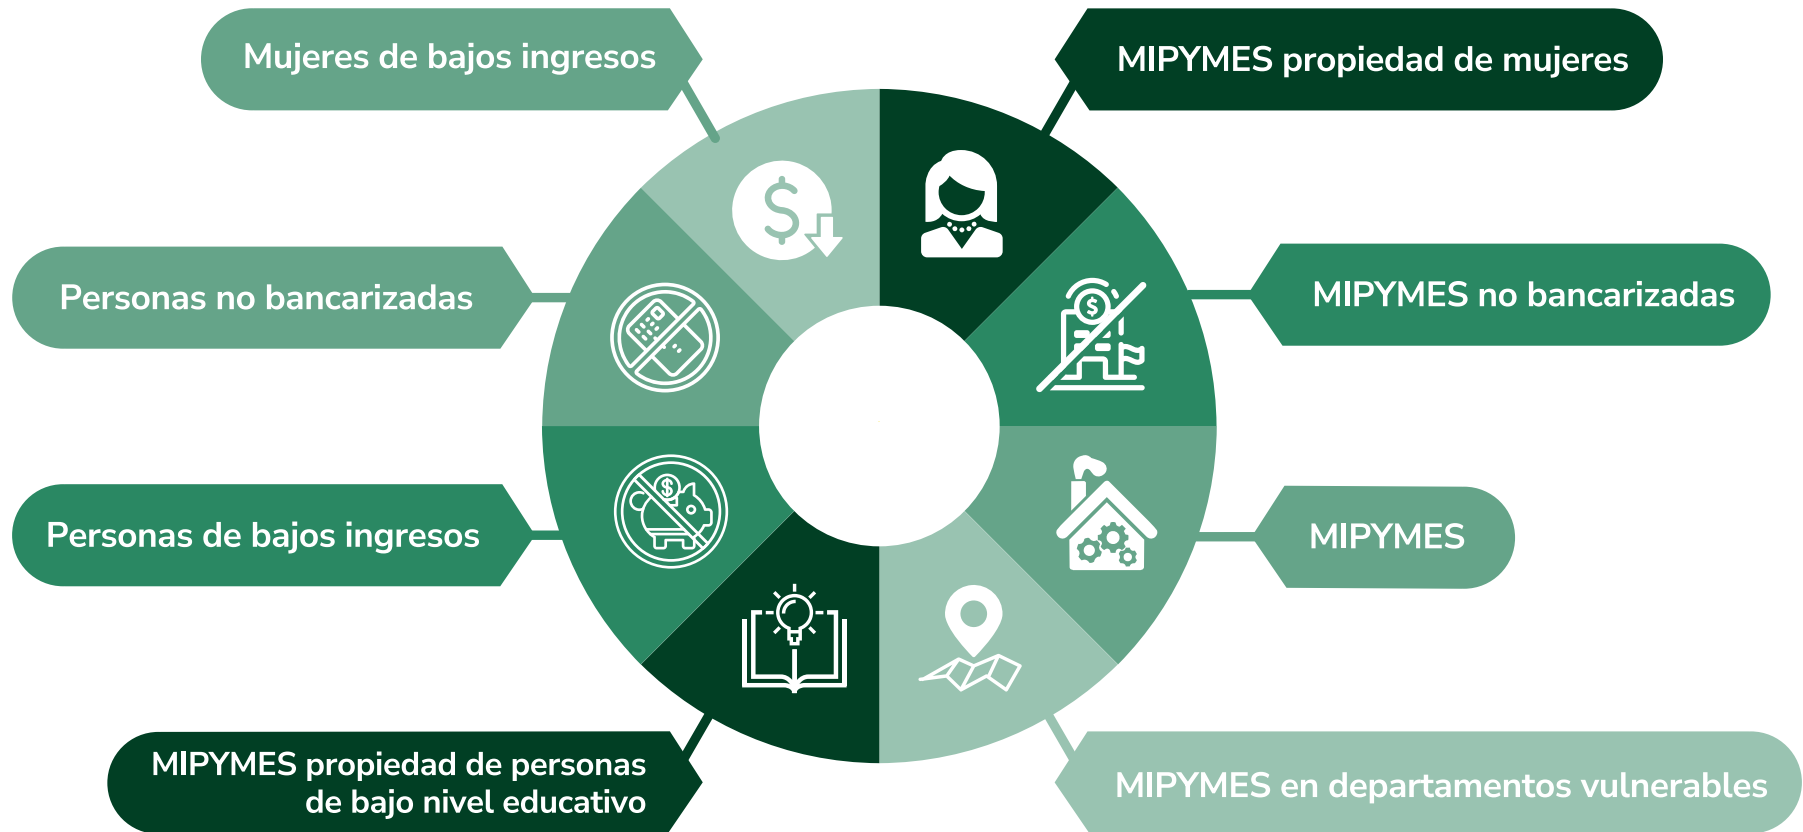 Mujeres de bajos ingresos
MIPYMES propiedad de mujeres
Personas no bancarizadas
MIPYMES no bancarizadas
Personas de bajos ingresos
MIPYMES
MIPYMES propiedad de personas
de bajo nivel educativo
MIPYMES en departamentos vulnerables